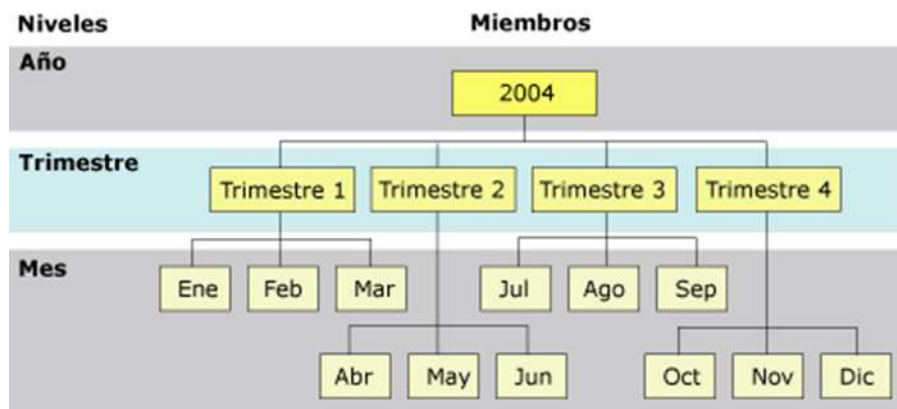 Niveles Miembros
Año
2004
Trimestre
Trimestre 1 Trimestre 2 Trimestre 3 Trimestre 4
Mes
Ene Feb Mar Jul Ago Sep
Abr May Jun Oct Nov Dic